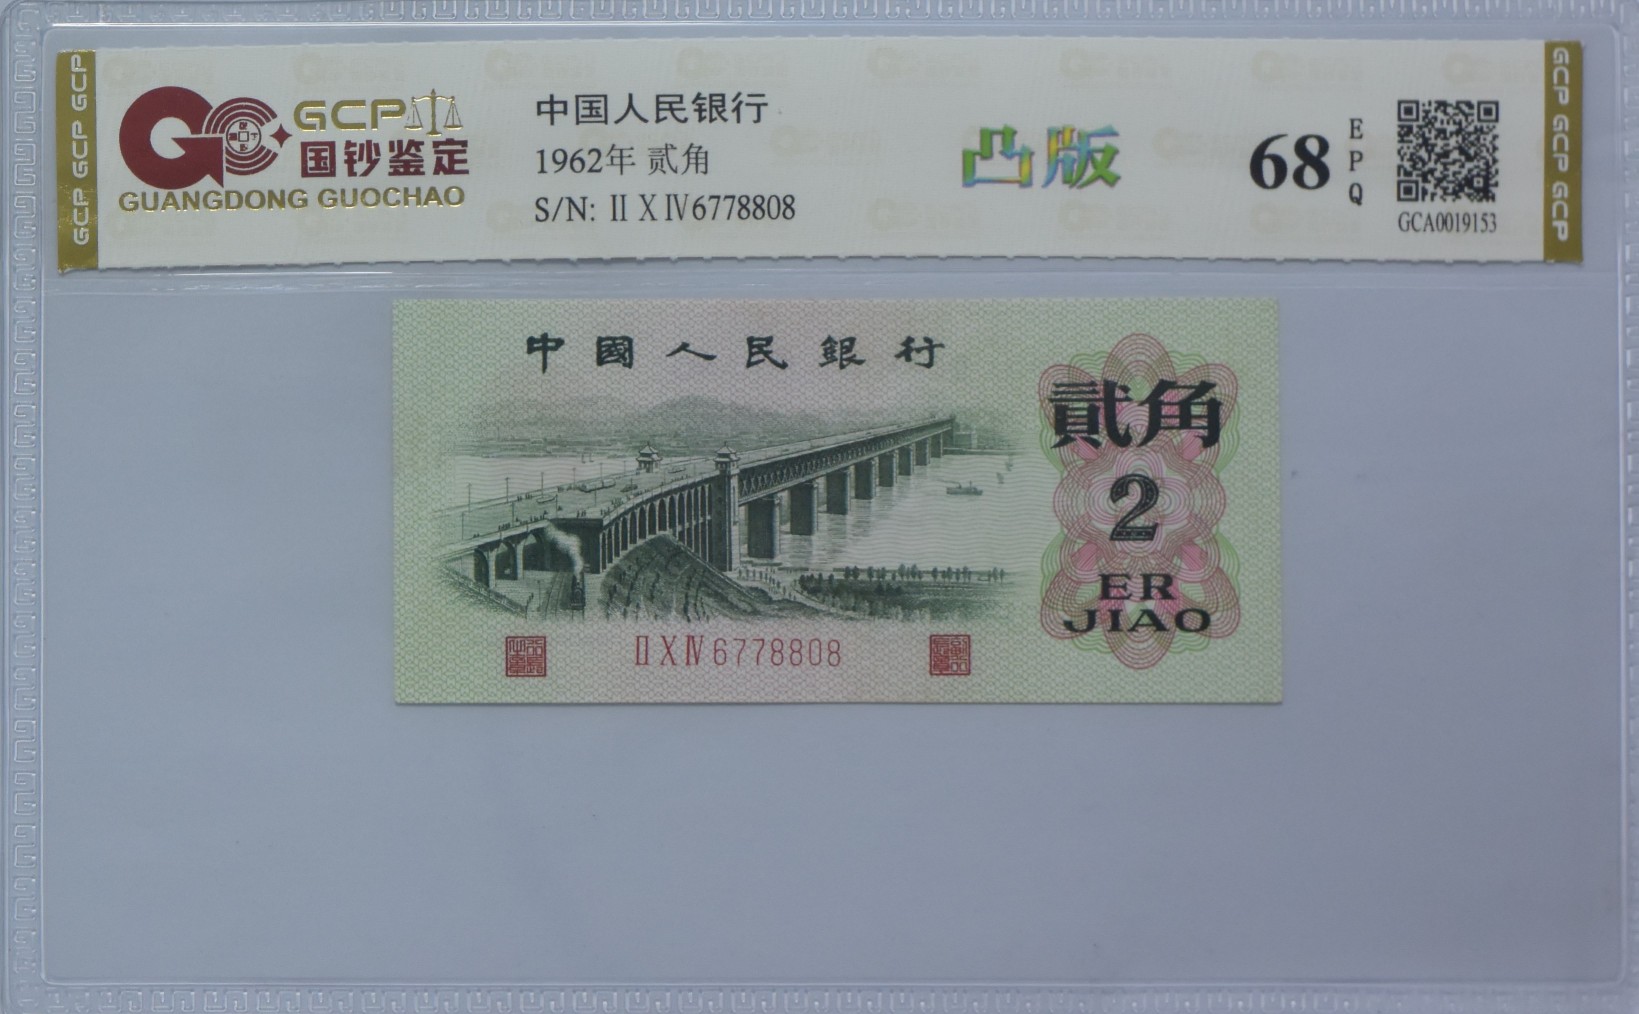 GCP
国钞鉴定
GUANGDONG GUOCHAO
中国人民银行
1962年 贰角
S/N: Ⅱ Ⅹ Ⅳ6778808
凸版
68
EPQ
GCA0019153
GCP GCP GCP
GCP GCP GCP
中國人民銀行
貳角
2
ER
JIAO
Ⅱ Ⅹ Ⅳ 6778808